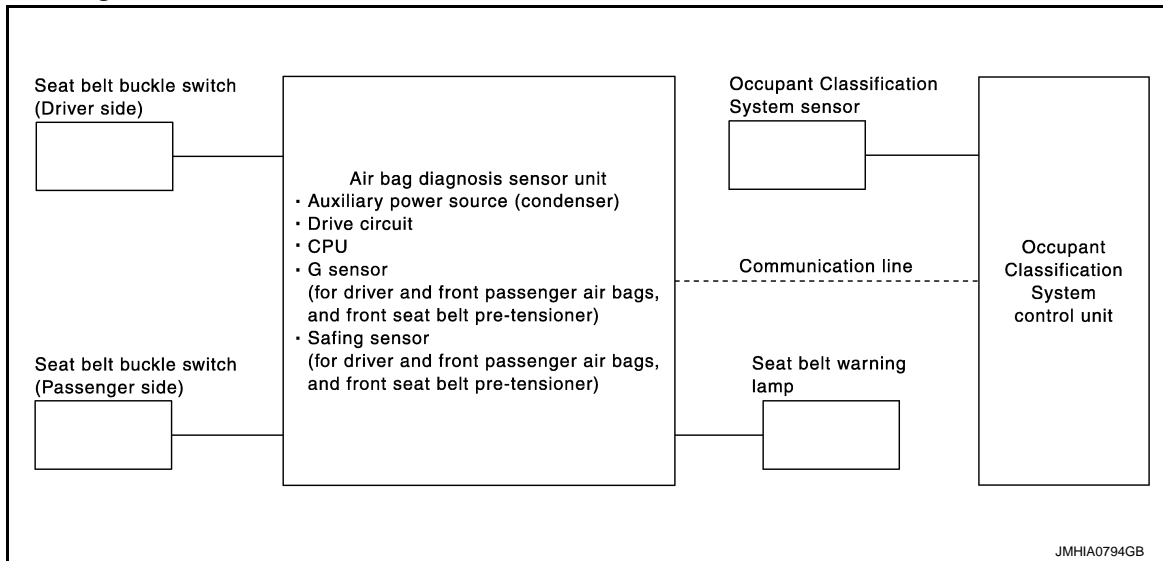 Seat belt buckle switch
(Driver side)
Seat belt buckle switch
(Passenger side)
Air bag diagnosis sensor unit
· Auxiliary power source (condenser)
· Drive circuit
· CPU
· G sensor
(for driver and front passenger air bags,
and front seat belt pre-tensioner)
· Safing sensor
(for driver and front passenger air bags,
and front seat belt pre-tensioner)
Occupant Classification
System sensor
Communication line
Seat belt warning
lamp
Occupant
Classification
System
control unit
JMHIA0794GB